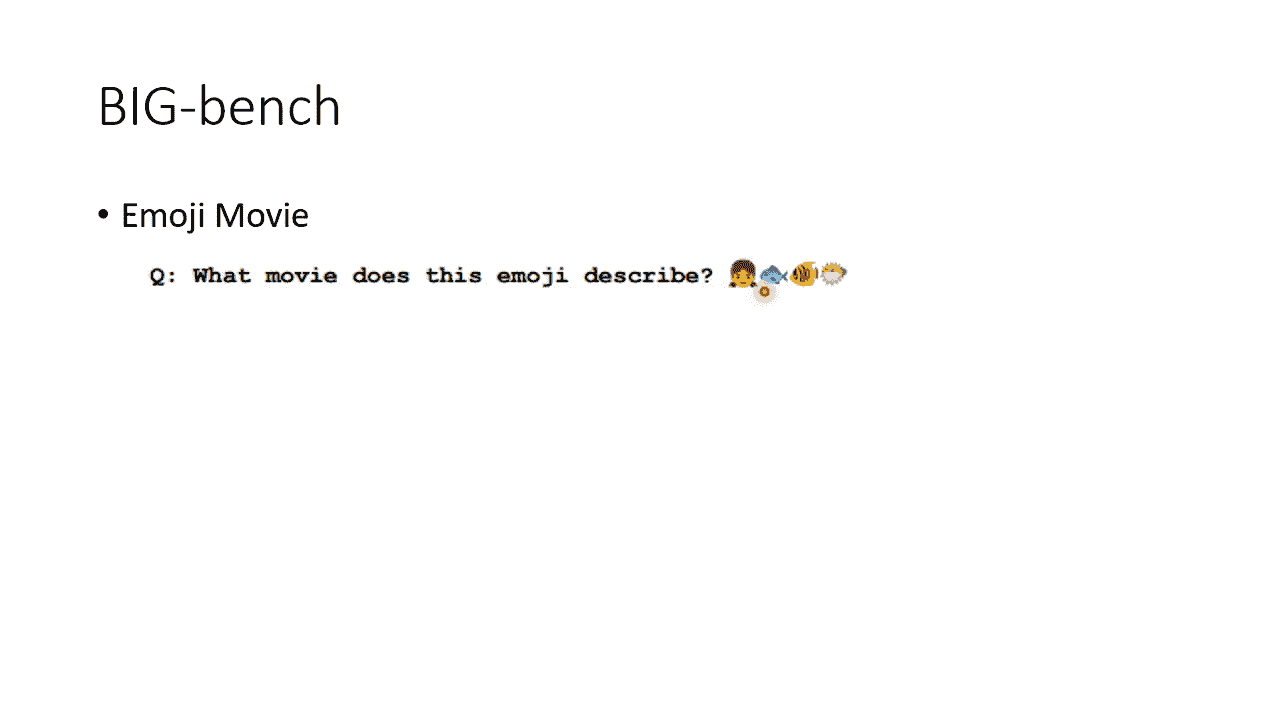 BIG-bench
• Emoji Movie
Q: What movie does this emoji describe? 👧🐟🐠🐡